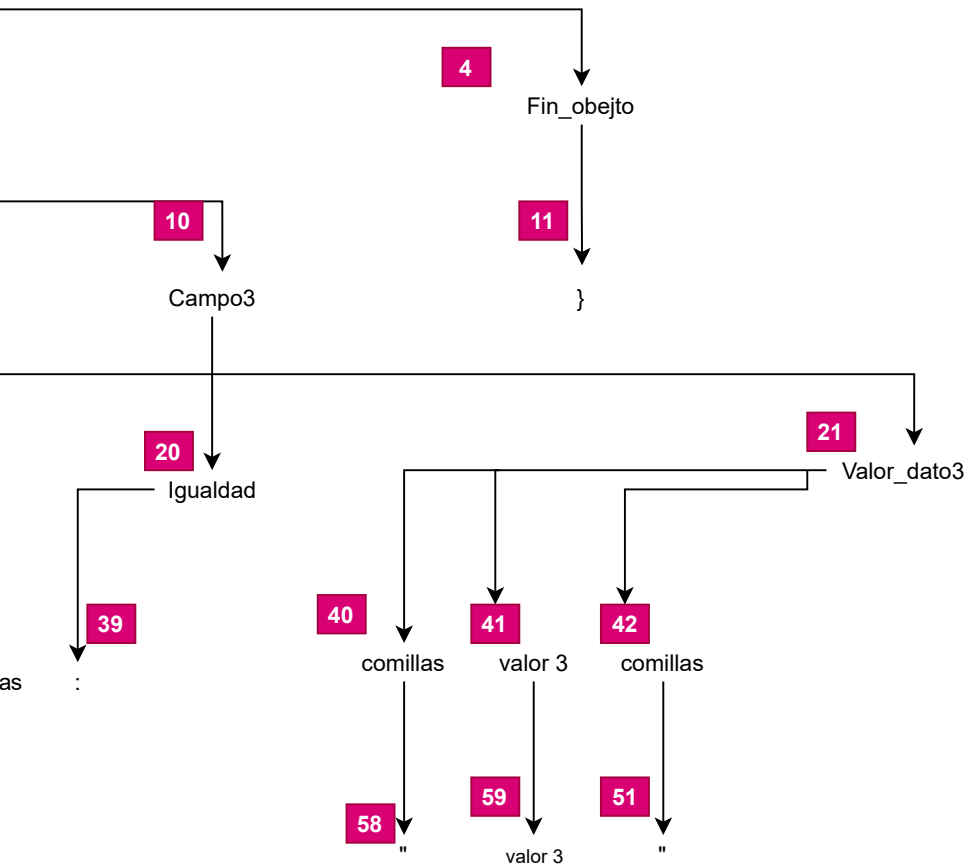 4
Fin_obejto
10
11
Campo3
}
21
20
Valor_dato3
Igualdad
40
41
42
39
comillas
valor 3
comillas
as
:
59
51
58
"
valor 3
"